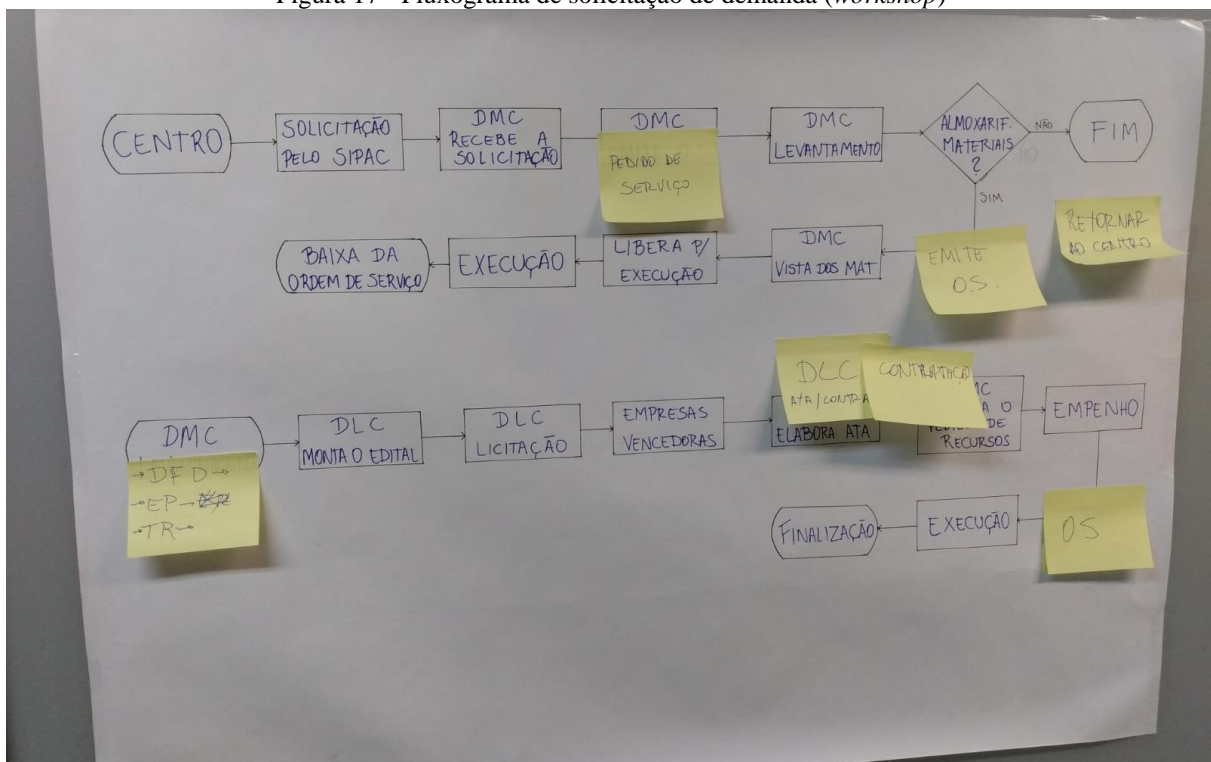 Figura 17 - Fluxograma de solicitação de demanda (workshop)
CENTRO
SOLICITAÇÃO
PELO SIPAC
DMC
RECEBE A
SOLICITAÇÃO
DMC
PEDIDO DE
SERVIÇO
DMC
LEVANTAMENTO
ALMOXARIF.
MATERIAIS
?
NÃO
FIM
SIM
RETORNAR
AO CENTRO
EMITE
O.S.
DMC
VISTA DOS MAT
LIBERA P/
EXECUÇÃO
EXECUÇÃO
BAIXA DA
ORDEM DE SERVIÇO
DMC
→DFD→
→EP→
→TR→
DLC
MONTA O EDITAL
DLC
LICITAÇÃO
EMPRESAS
VENCEDORAS
DLC
ATA/CONTRA
ELABORA ATA
CONTRATAÇÃO
O
DE
RECURSOS
EMPENHO
OS
EXECUÇÃO
FINALIZAÇÃO